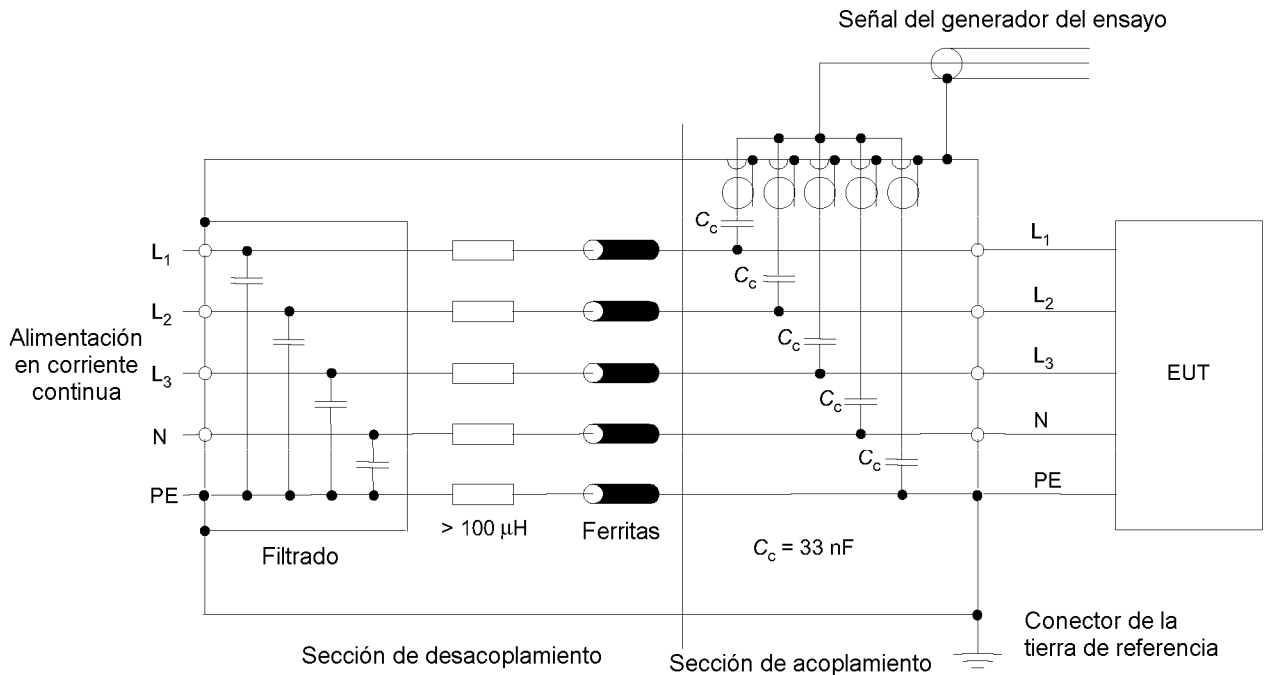 Señal del generador del ensayo
Alimentación
en corriente
continua
L1
L2
L3
N
PE
Filtrado
> 100 μH
Ferritas
Cc
Cc
Cc
Cc
Cc
Cc = 33 nF
L1
L2
L3
N
PE
EUT
Sección de desacoplamiento
Sección de acoplamiento
Conector de la
tierra de referencia